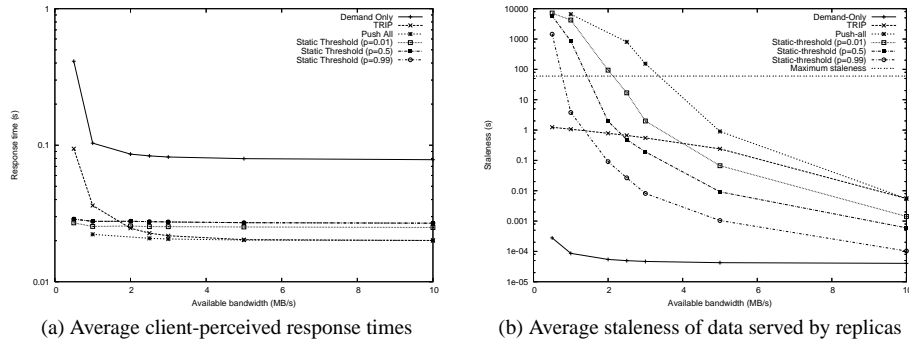 Demand Only
TRIP
Push All
Static Threshold (p=0.01)
Static Threshold (p=0.5)
Static Threshold (p=0.99)
1
0.1
0.01
Response time (s)
0 2 4 6 8 10
Available bandwidth (MB/s)
(a) Average client-perceived response times
Demand-Only
TRIP
Push-all
Static-threshold (p=0.01)
Static-threshold (p=0.5)
Static-threshold (p=0.99)
Maximum staleness
10000
1000
100
10
1
0.1
0.01
0.001
1e-04
1e-05
Staleness (s)
0 2 4 6 8 10
Available bandwidth (MB/s)
(b) Average staleness of data served by replicas